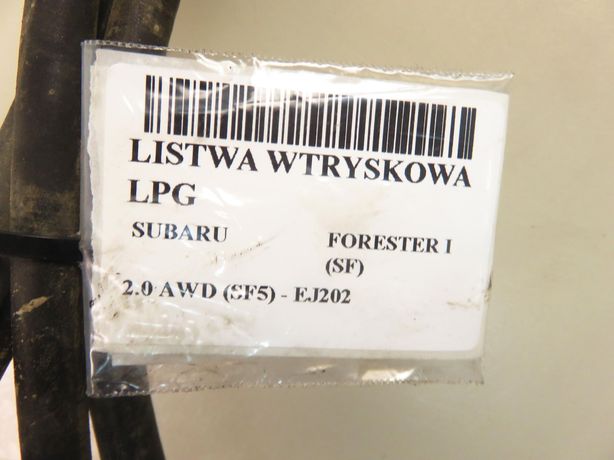 LISTWA WTRYSKOWA
LPG
SUBARU FORESTER I
(SF)
2.0 AWD (SF5) - EJ202